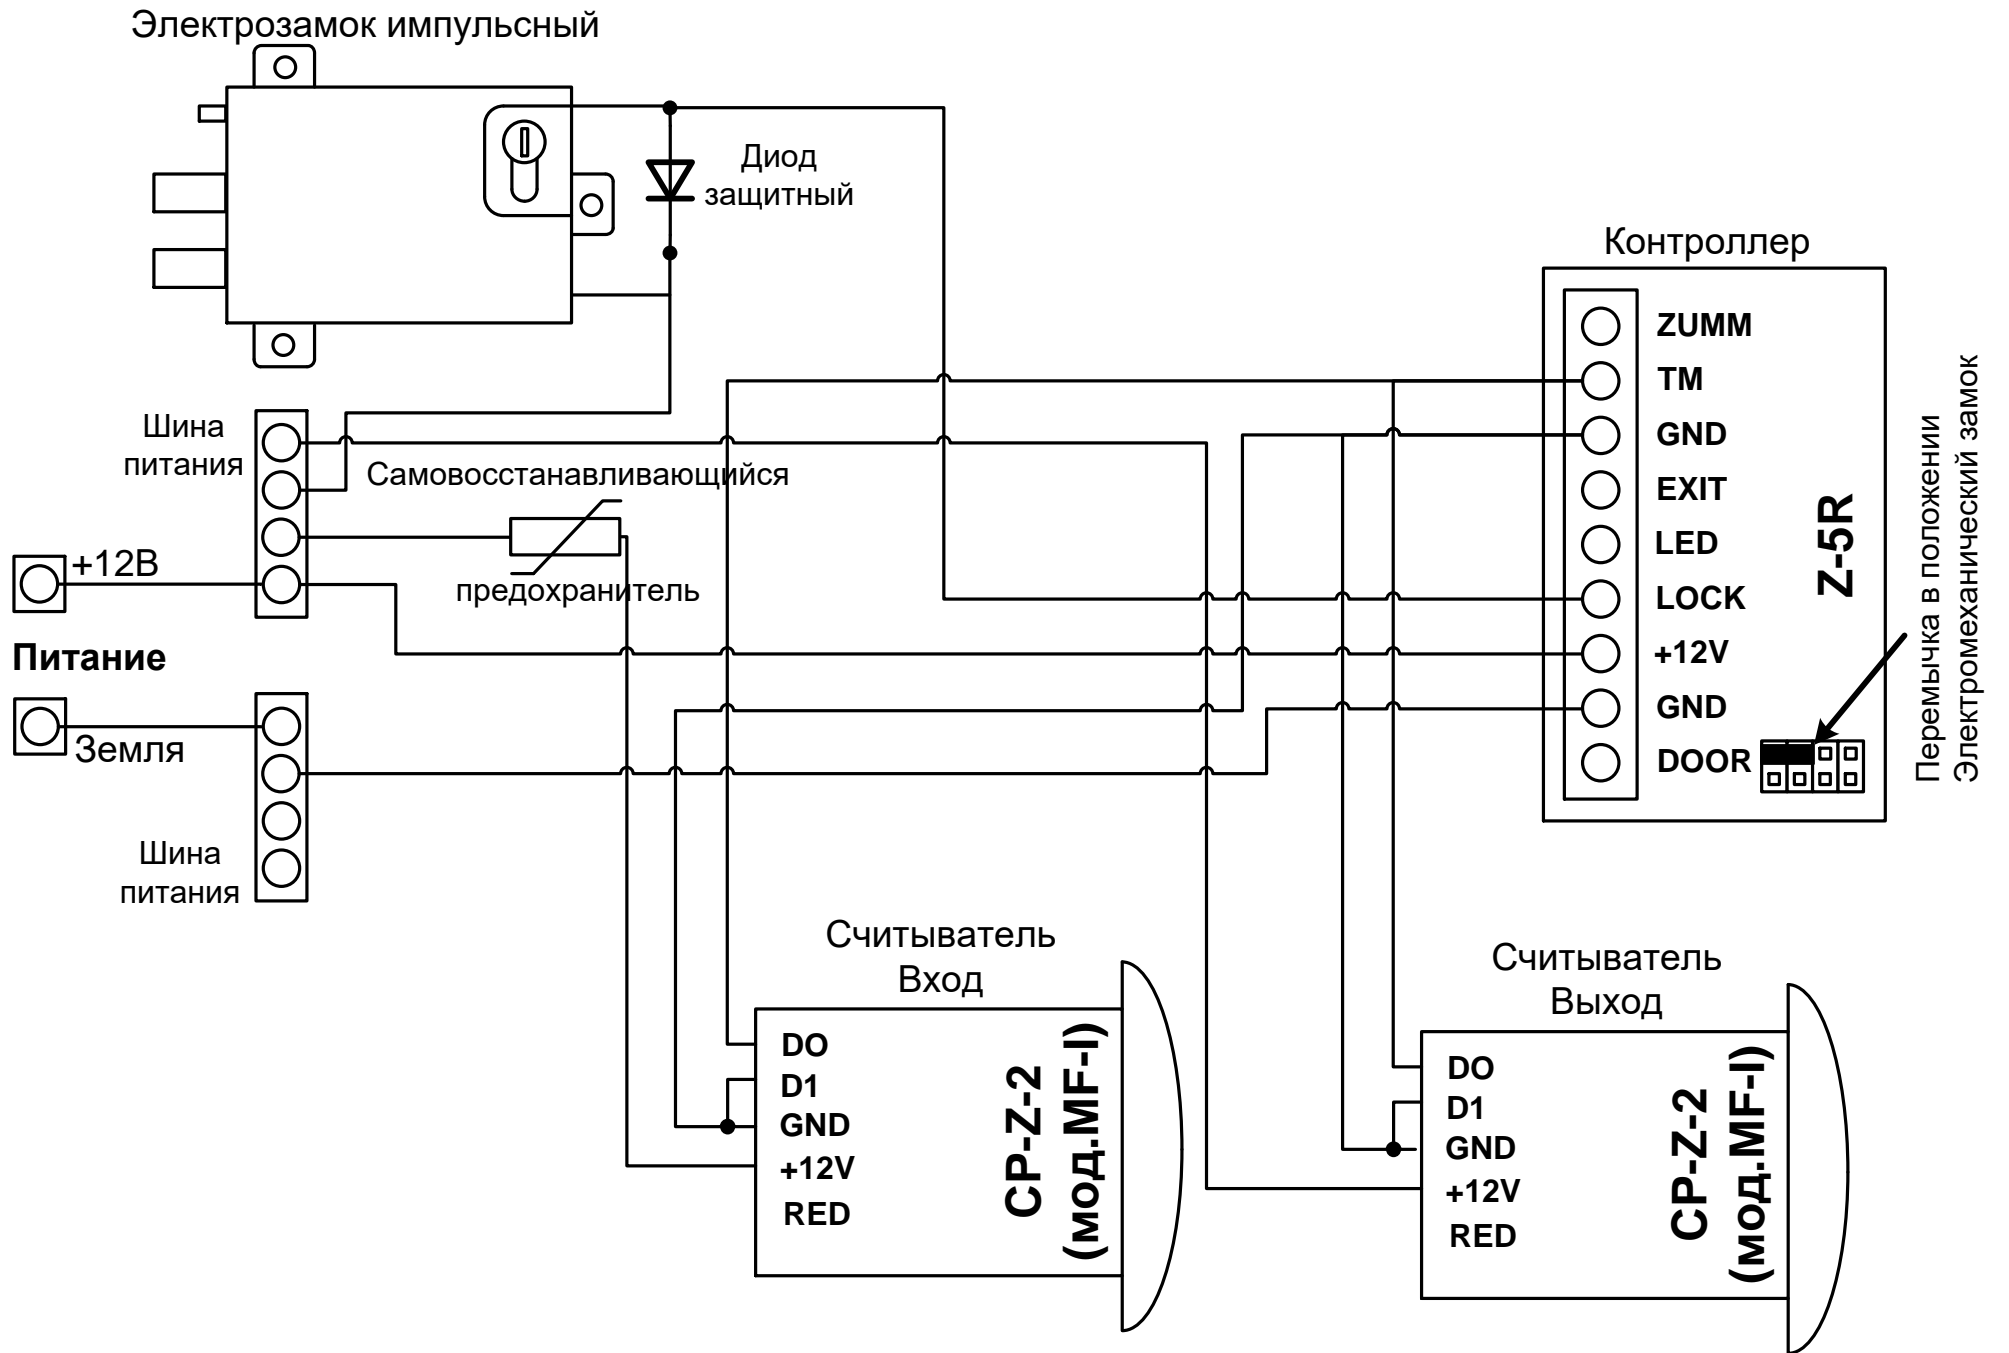 Электрозамок импульсный
Диод
защитный
Контроллер
ZUMM
TM
GND
EXIT
LED
LOCK
+12V
GND
DOOR
Z-5R
Перемычка в положении
Электромеханический замок
Шина
питания
Самовосстанавливающийся
предохранитель
+12В
Питание
Земля
Шина
питания
Считыватель
Вход
DO
D1
GND
+12V
RED
CP-Z-2
(мод.MF-I)
Считыватель
Выход
DO
D1
GND
+12V
RED
CP-Z-2
(мод.MF-I)